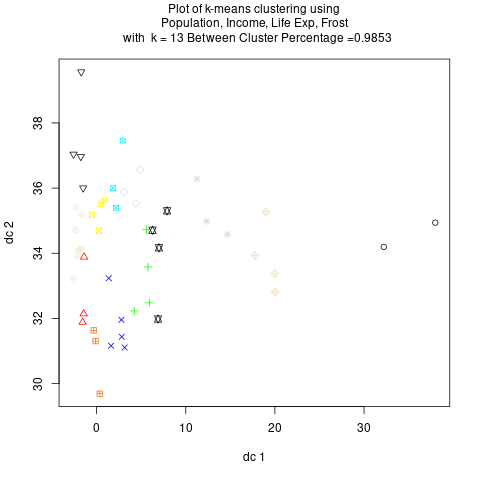 Plot of k-means clustering using
Population, Income, Life Exp, Frost
with k = 13 Between Cluster Percentage =0.9853
38
36
34
32
30
dc 2
0 10 20 30
dc 1